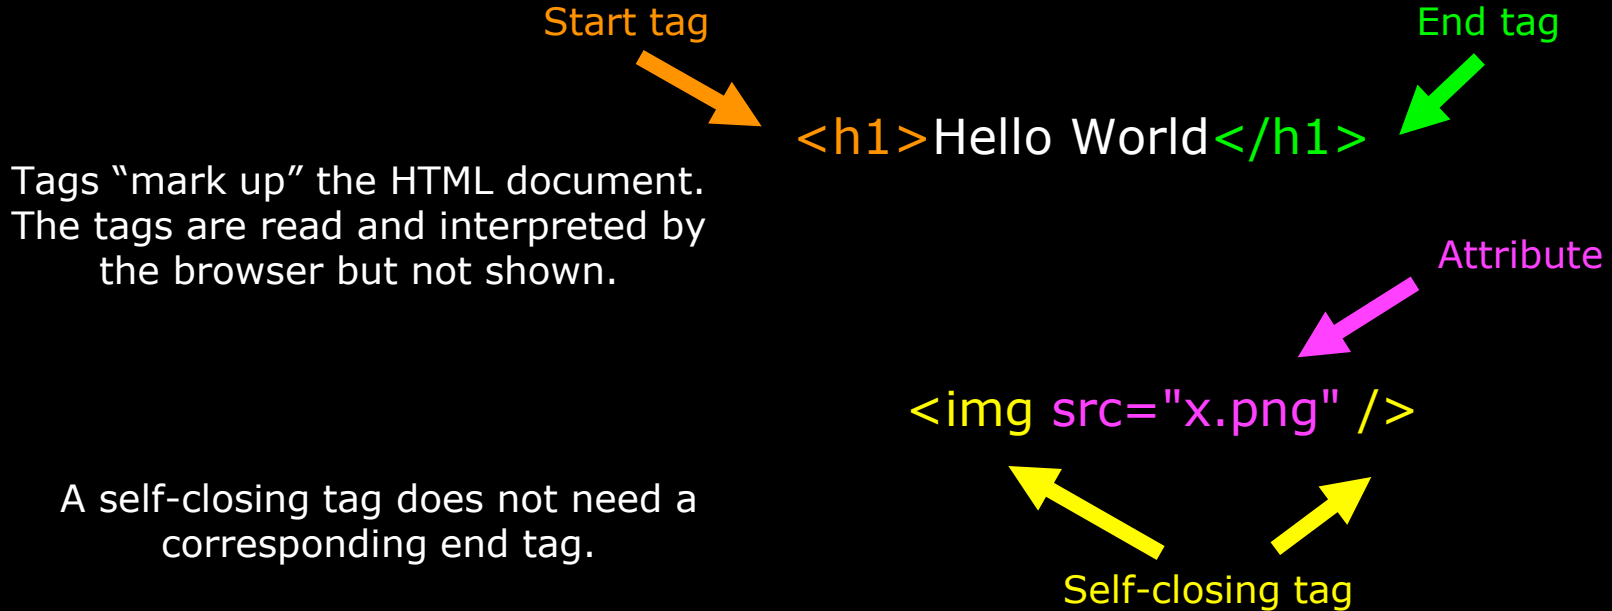 Start tag
End tag
<h1>Hello World</h1>
Tags “mark up” the HTML document.
The tags are read and interpreted by
the browser but not shown.
Attribute
<img src="x.png" />
A self-closing tag does not need a
corresponding end tag.
Self-closing tag